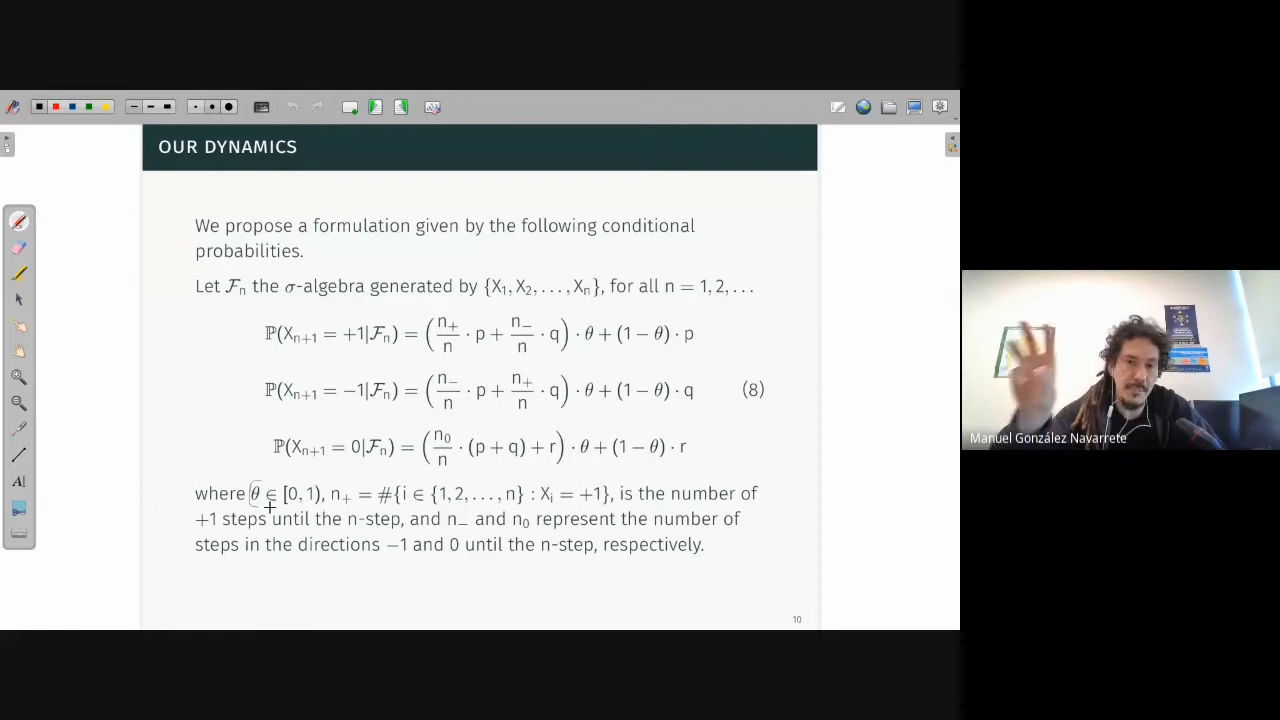 OUR DYNAMICS
We propose a formulation given by the following conditional
probabilities.
Let 𝓕ₙ the σ-algebra generated by {X₁, X₂, . . . , Xₙ}, for all n = 1, 2, . . .
ℙ(Xₙ₊₁ = +1|𝓕ₙ) = (n₊/n · p + n₋/n · q) · θ + (1 − θ) · p
ℙ(Xₙ₊₁ = −1|𝓕ₙ) = (n₋/n · p + n₊/n · q) · θ + (1 − θ) · q (8)
ℙ(Xₙ₊₁ = 0|𝓕ₙ) = (n₀/n · (p + q) + r) · θ + (1 − θ) · r
where θ ∈ [0, 1), n₊ = #{i ∈ {1, 2, . . . , n} : Xᵢ = +1}, is the number of
+1 steps until the n-step, and n₋ and n₀ represent the number of
steps in the directions −1 and 0 until the n-step, respectively.
10
Manuel González Navarrete